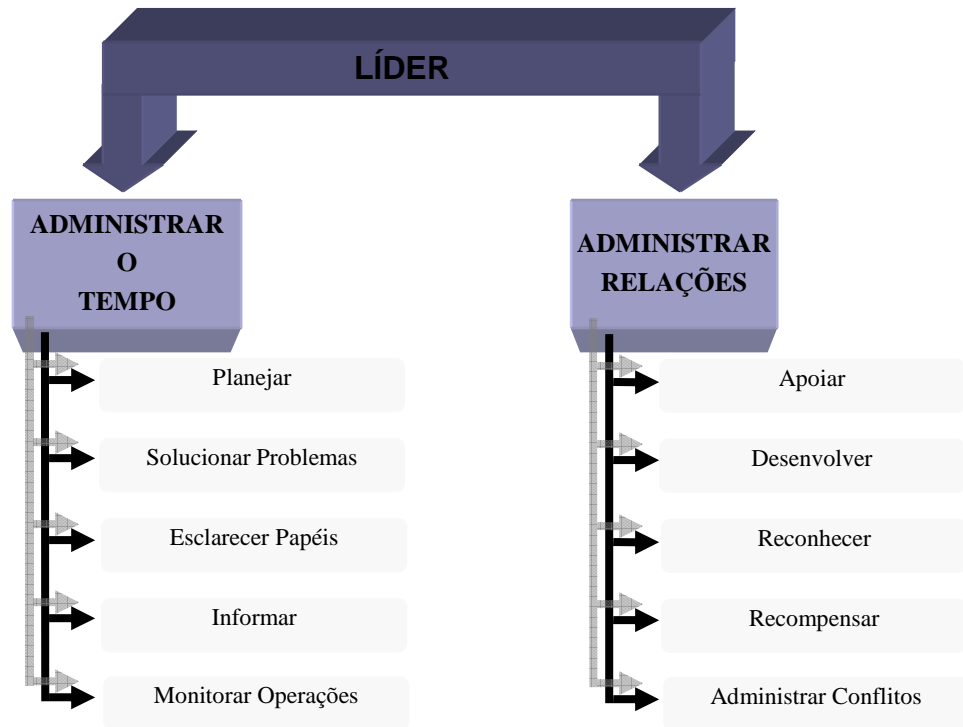 LÍDER
ADMINISTRAR
O
TEMPO
Planejar
Solucionar Problemas
Esclarecer Papéis
Informar
Monitorar Operações
ADMINISTRAR
RELAÇÕES
Apoiar
Desenvolver
Reconhecer
Recompensar
Administrar Conflitos